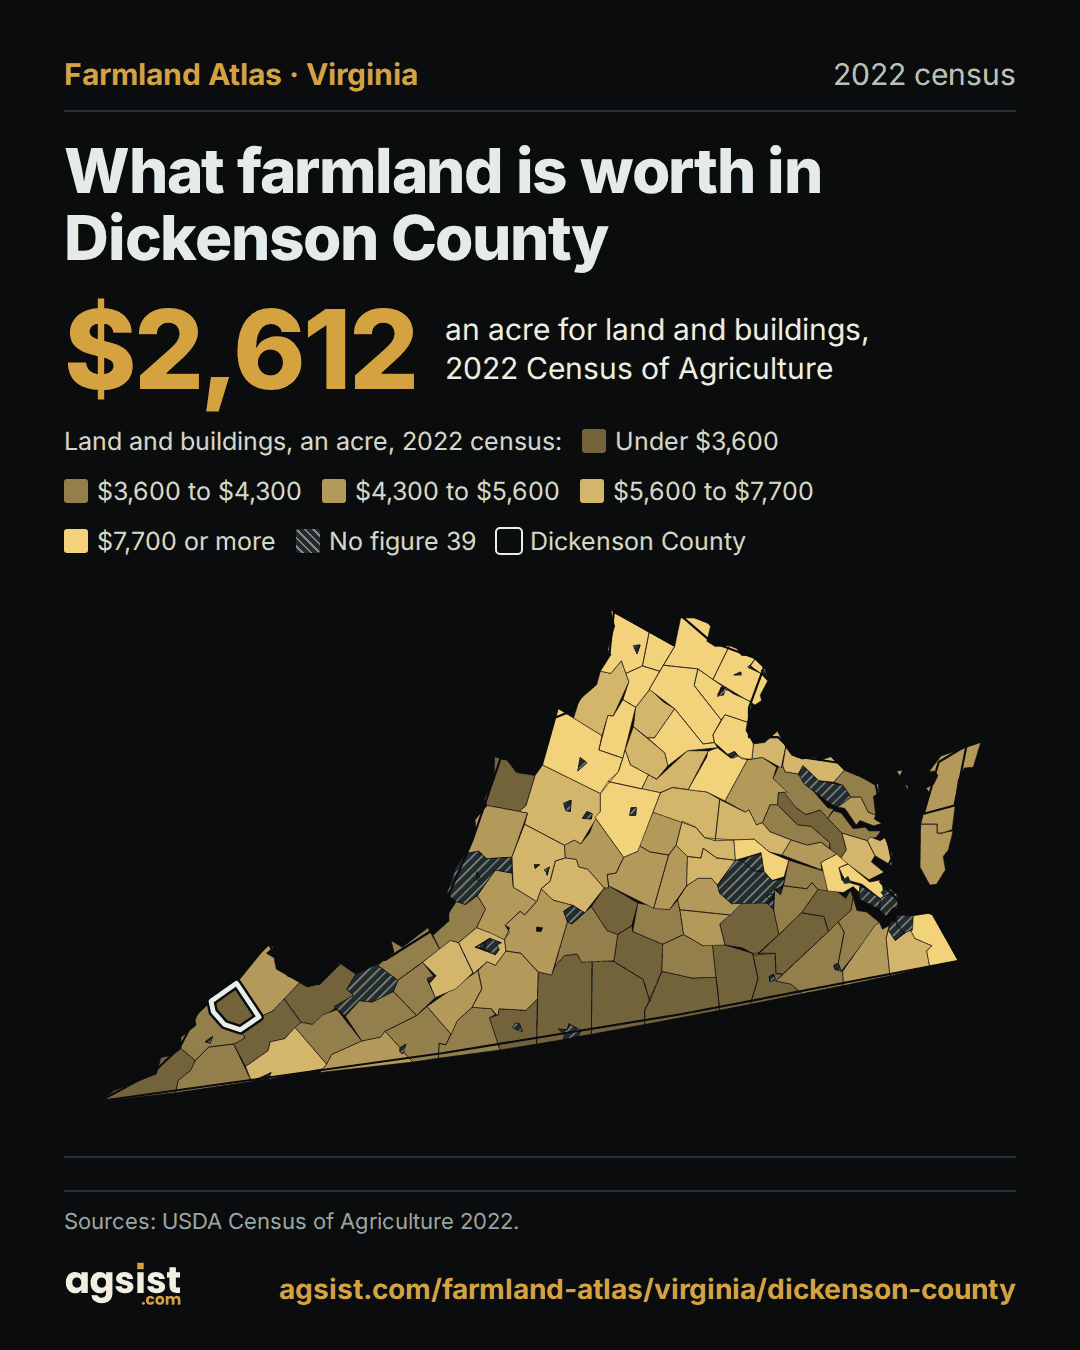 Farmland Atlas · Virginia
2022 census
What farmland is worth in
Dickenson County
$2,612
an acre for land and buildings,
2022 Census of Agriculture
Land and buildings, an acre, 2022 census: Under $3,600
$3,600 to $4,300 $4,300 to $5,600 $5,600 to $7,700
$7,700 or more No figure 39 Dickenson County
Sources: USDA Census of Agriculture 2022.
agsist
.com
agsist.com/farmland-atlas/virginia/dickenson-county